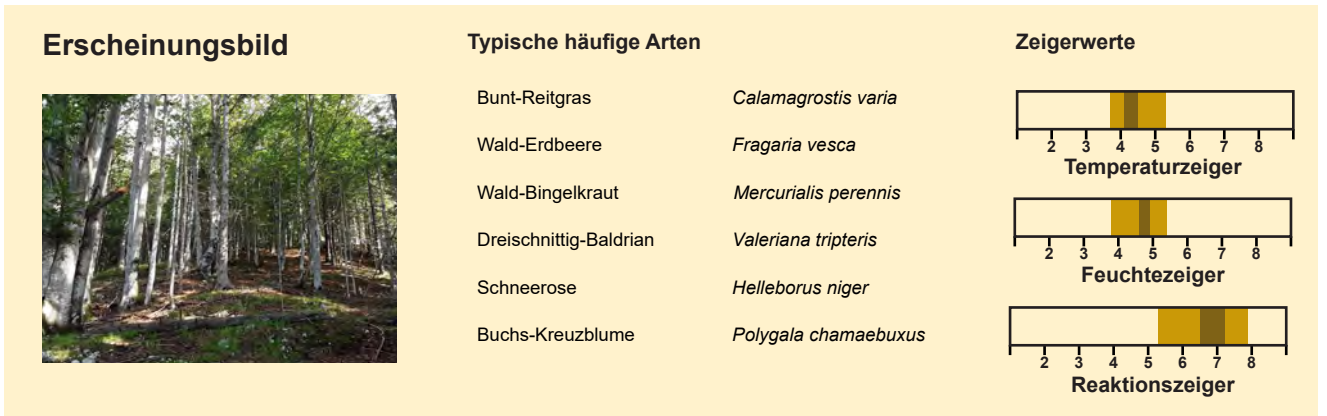 Erscheinungsbild
Typische häufige Arten
Bunt-Reitgras Calamagrostis varia
Wald-Erdbeere Fragaria vesca
Wald-Bingelkraut Mercurialis perennis
Dreischnittig-Baldrian Valeriana tripteris
Schneerose Helleborus niger
Buchs-Kreuzblume Polygala chamaebuxus
Zeigerwerte
2 3 4 5 6 7 8
Temperaturzeiger
2 3 4 5 6 7 8
Feuchtezeiger
2 3 4 5 6 7 8
Reaktionszeiger